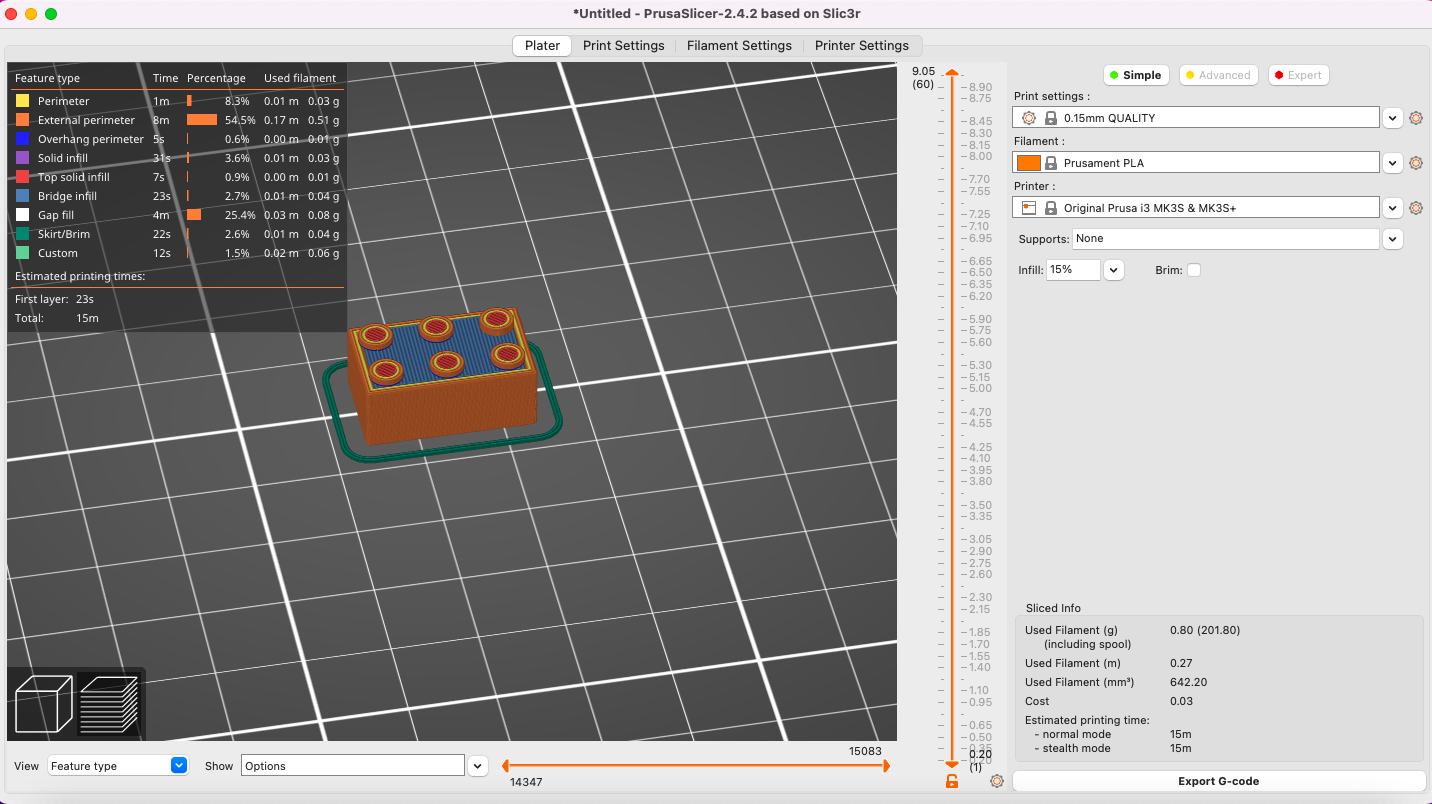 *Untitled - PrusaSlicer-2.4.2 based on Slic3r
Plater Print Settings Filament Settings Printer Settings
Feature type Time Percentage Used filament
Perimeter 1m 8.3% 0.01 m 0.03 g
External perimeter 8m 54.5% 0.17 m 0.51 g
Overhang perimeter 5s 0.6% 0.00 m 0.01 g
Solid infill 31s 3.6% 0.01 m 0.03 g
Top solid infill 7s 0.9% 0.00 m 0.01 g
Bridge infill 23s 2.7% 0.01 m 0.04 g
Gap fill 4m 25.4% 0.03 m 0.08 g
Skirt/Brim 22s 2.6% 0.01 m 0.04 g
Custom 12s 1.5% 0.02 m 0.06 g
Estimated printing times:
First layer: 23s
Total: 15m
View Feature type Show Options
15083
14347
9.05
(60)
8.90
8.75
8.45
8.30
8.15
8.00
7.70
7.55
7.25
7.10
6.95
6.65
6.50
6.35
6.20
5.90
5.75
5.60
5.30
5.15
5.00
4.70
4.55
4.25
4.10
3.95
3.80
3.50
3.35
3.05
2.90
2.75
2.60
2.30
2.15
1.85
1.70
1.55
1.40
1.10
0.95
0.65
0.50
0.35
0.20
0.20
(1)
Simple Advanced Expert
Print settings :
0.15mm QUALITY
Filament :
Prusament PLA
Printer :
Original Prusa i3 MK3S & MK3S+
Supports: None
Infill: 15% Brim:
Sliced Info
Used Filament (g) 0.80 (201.80)
(including spool)
Used Filament (m) 0.27
Used Filament (mm³) 642.20
Cost 0.03
Estimated printing time:
- normal mode 15m
- stealth mode 15m
Export G-code